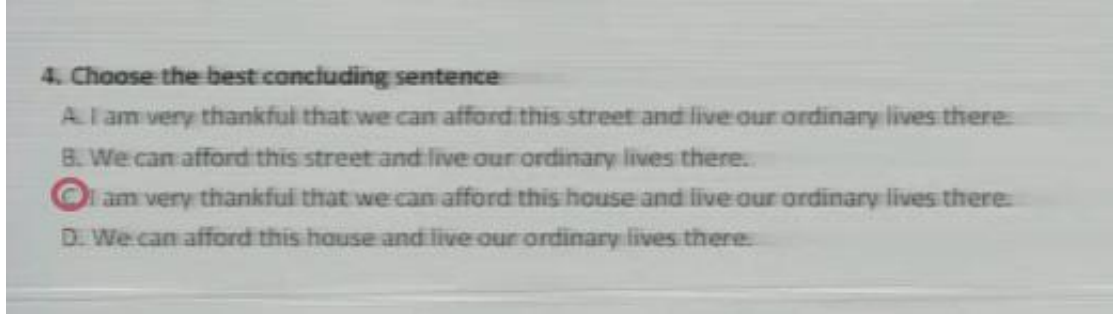 4. Choose the best concluding sentence
A. I am very thankful that we can afford this street and live our ordinary lives there.
B. We can afford this street and live our ordinary lives there.
C I am very thankful that we can afford this house and live our ordinary lives there.
D. We can afford this house and live our ordinary lives there.